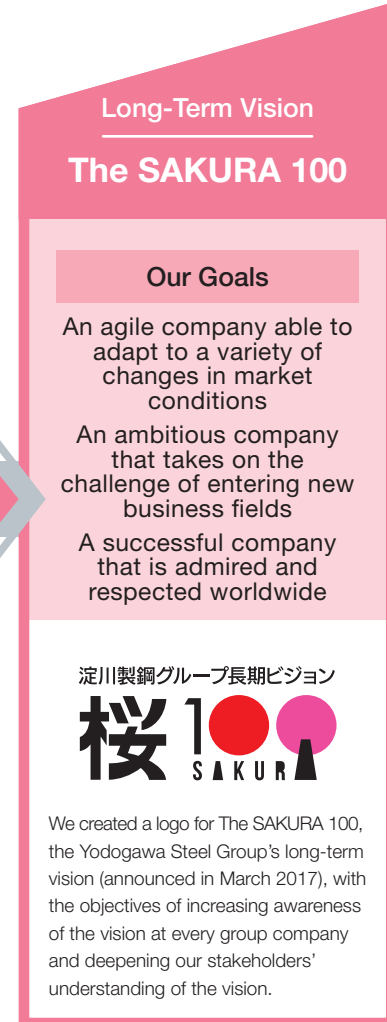 Long-Term Vision
The SAKURA 100
Our Goals
An agile company able to
adapt to a variety of
changes in market
conditions
An ambitious company
that takes on the
challenge of entering new
business fields
A successful company
that is admired and
respected worldwide
淀川製鋼グループ長期ビジョン
桜100
SAKURA
We created a logo for The SAKURA 100,
the Yodogawa Steel Group’s long-term
vision (announced in March 2017), with
the objectives of increasing awareness
of the vision at every group company
and deepening our stakeholders’
understanding of the vision.